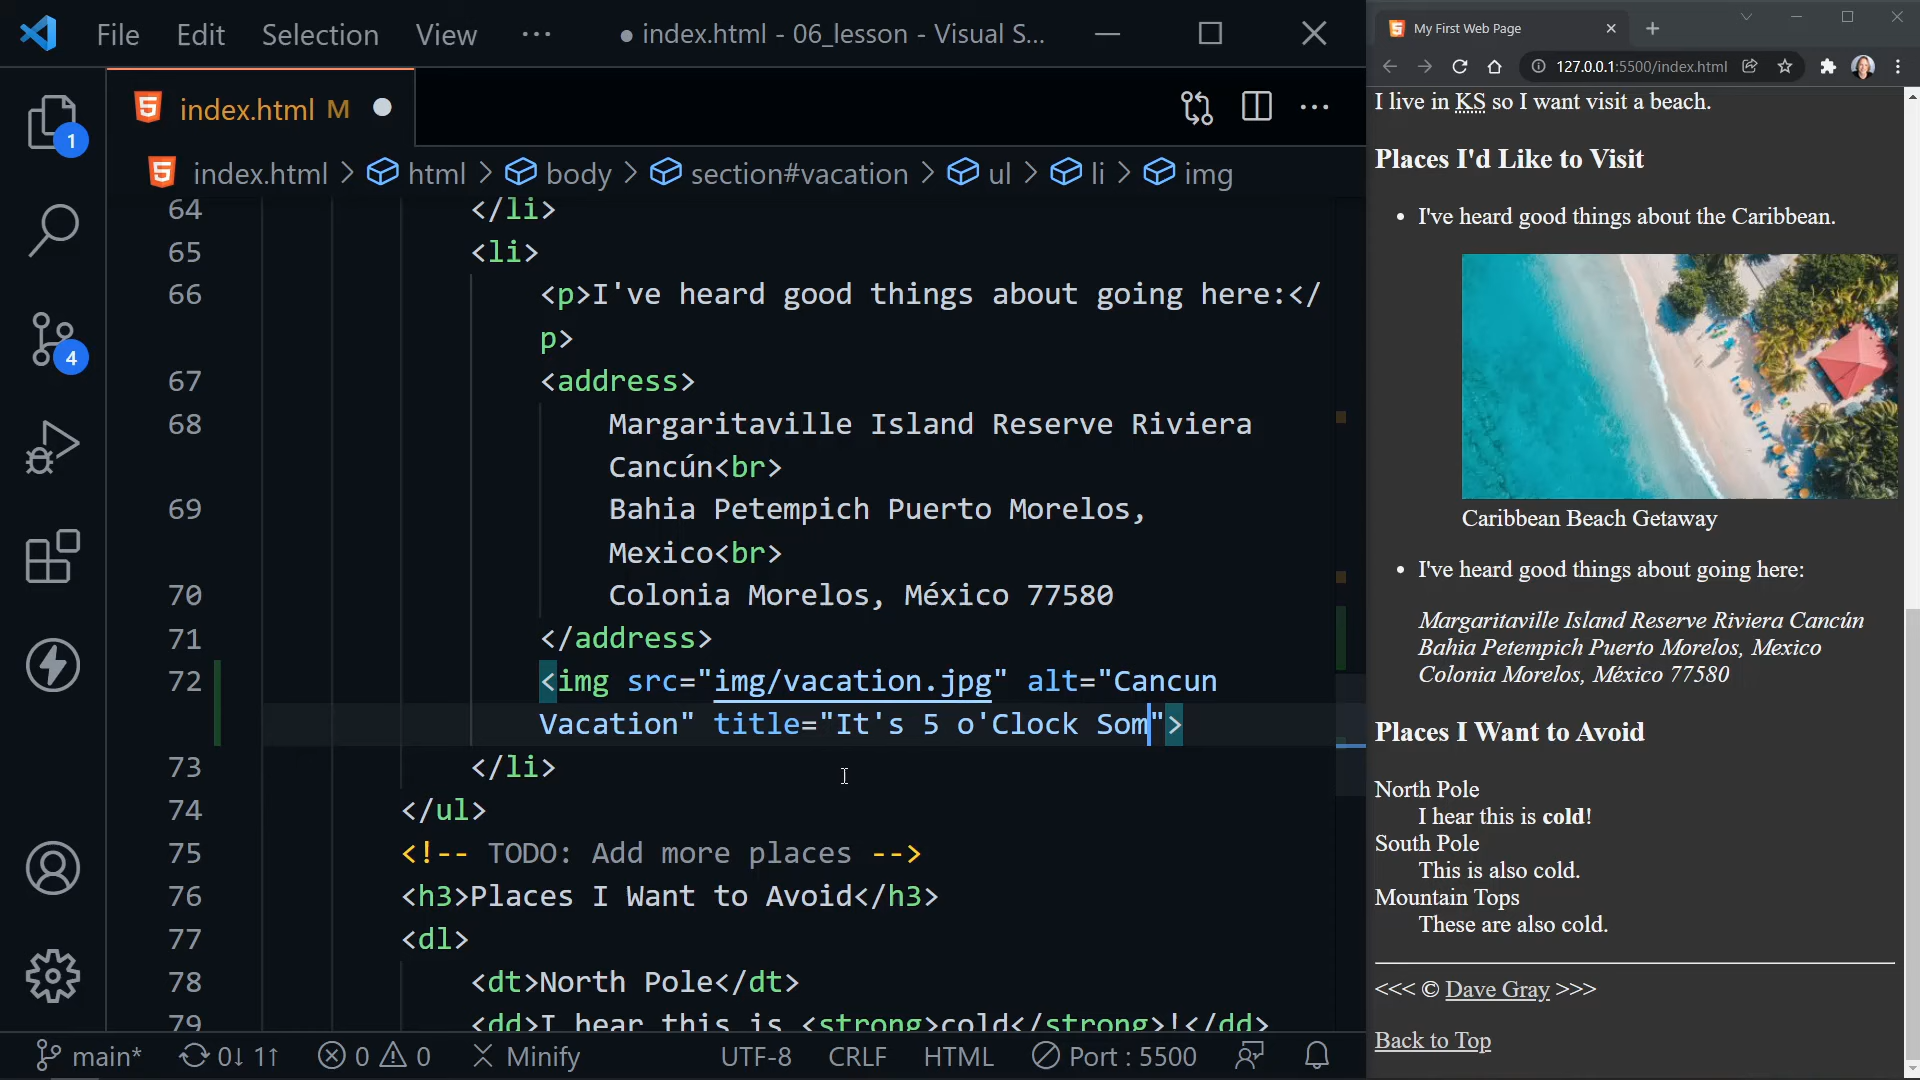 File Edit Selection View ··· ● index.html - 06_lesson - Visual S...
index.html M
index.html > html > body > section#vacation > ul > li > img
64 </li>
65 <li>
66 <p>I've heard good things about going here:</
p>
67 <address>
68 Margaritaville Island Reserve Riviera
Cancún<br>
69 Bahia Petempich Puerto Morelos,
Mexico<br>
70 Colonia Morelos, México 77580
71 </address>
72 <img src="img/vacation.jpg" alt="Cancun
Vacation" title="It's 5 o'Clock Som">
73 </li>
74 </ul>
75 <!-- TODO: Add more places -->
76 <h3>Places I Want to Avoid</h3>
77 <dl>
78 <dt>North Pole</dt>
79 <dd>I hear this is <strong>cold</strong>!</dd>
1
4
main* 0↓ 1↑ 0 0 Minify UTF-8 CRLF HTML Port : 5500
My First Web Page
127.0.0.1:5500/index.html
I live in KS so I want visit a beach.
Places I'd Like to Visit
• I've heard good things about the Caribbean.
Caribbean Beach Getaway
• I've heard good things about going here:
Margaritaville Island Reserve Riviera Cancún
Bahia Petempich Puerto Morelos, Mexico
Colonia Morelos, México 77580
Places I Want to Avoid
North Pole
I hear this is cold!
South Pole
This is also cold.
Mountain Tops
These are also cold.
<<< © Dave Gray >>>
Back to Top